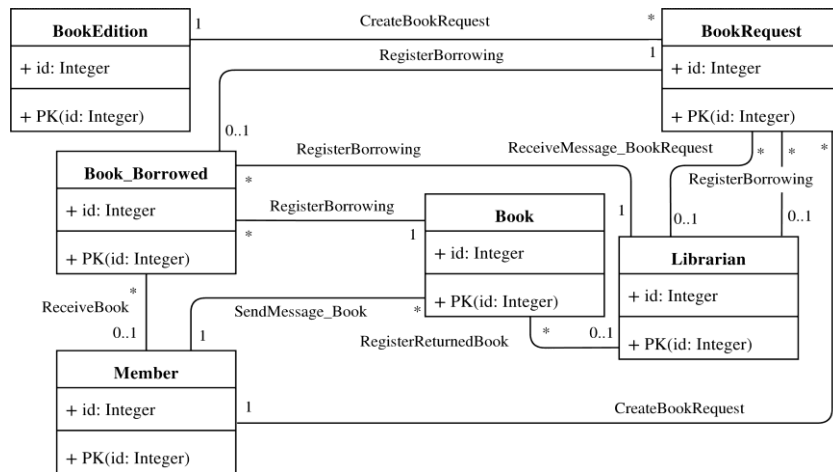 BookEdition
+ id: Integer
+ PK(id: Integer)
1
CreateBookRequest
*
BookRequest
+ id: Integer
+ PK(id: Integer)
RegisterBorrowing
1
0..1
Book_Borrowed
+ id: Integer
+ PK(id: Integer)
RegisterBorrowing
*
1
ReceiveMessage_BookRequest
*
0..1
RegisterBorrowing
*
0..1
*
RegisterBorrowing
*
1
Book
+ id: Integer
+ PK(id: Integer)
Librarian
+ id: Integer
+ PK(id: Integer)
*
ReceiveBook
0..1
SendMessage_Book
*
1
RegisterReturnedBook
*
0..1
Member
+ id: Integer
+ PK(id: Integer)
1
CreateBookRequest